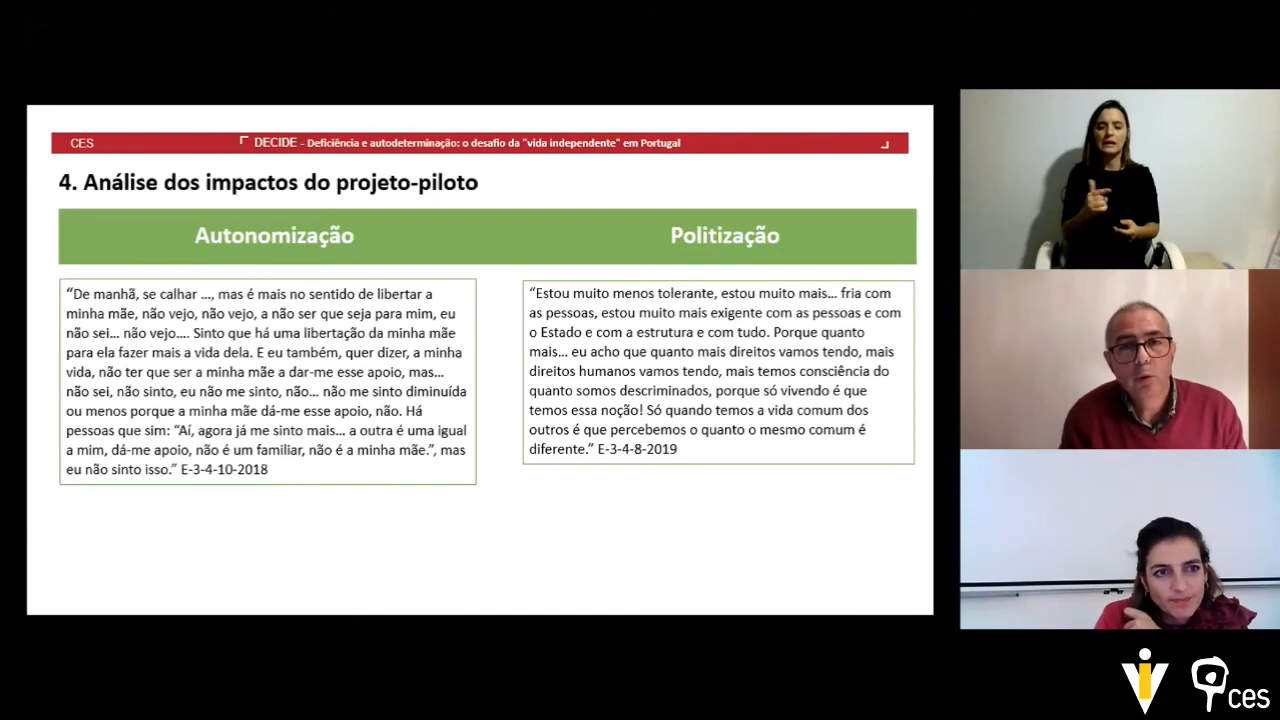 CES
DECIDE - Deficiência e autodeterminação: o desafio da "vida independente" em Portugal
4. Análise dos impactos do projeto-piloto
Autonomização
Politização
“De manhã, se calhar ..., mas é mais no sentido de libertar a
minha mãe, não vejo, não vejo, a não ser que seja para mim, eu
não sei... não vejo.... Sinto que há uma libertação da minha mãe
para ela fazer mais a vida dela. E eu também, quer dizer, a minha
vida, não ter que ser a minha mãe a dar-me esse apoio, mas...
não sei, não sinto, eu não me sinto, não... não me sinto diminuída
ou menos porque a minha mãe dá-me esse apoio, não. Há
pessoas que sim: “Aí, agora já me sinto mais... a outra é uma igual
a mim, dá-me apoio, não é um familiar, não é a minha mãe.”, mas
eu não sinto isso.” E-3-4-10-2018
“Estou muito menos tolerante, estou muito mais... fria com
as pessoas, estou muito mais exigente com as pessoas e com
o Estado e com a estrutura e com tudo. Porque quanto
mais... eu acho que quanto mais direitos vamos tendo, mais
direitos humanos vamos tendo, mais temos consciência do
quanto somos descriminados, porque só vivendo é que
temos essa noção! Só quando temos a vida comum dos
outros é que percebemos o quanto o mesmo comum é
diferente.” E-3-4-8-2019
ces